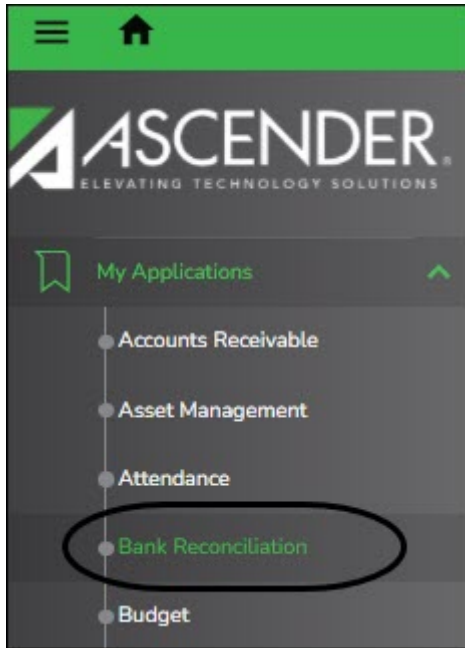 ASCENDER®
ELEVATING TECHNOLOGY SOLUTIONS
My Applications
Accounts Receivable
Asset Management
Attendance
Bank Reconciliation
Budget